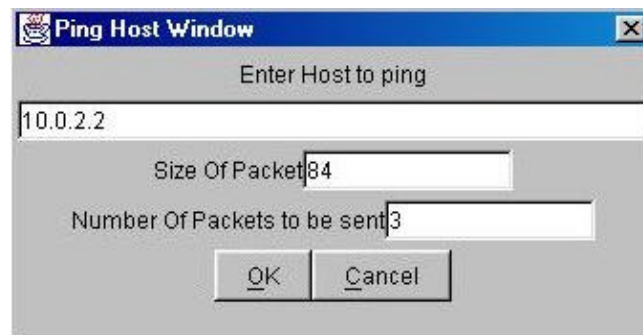 Ping Host Window
Enter Host to ping
10.0.2.2
Size Of Packet 84
Number Of Packets to be sent 3
OK Cancel